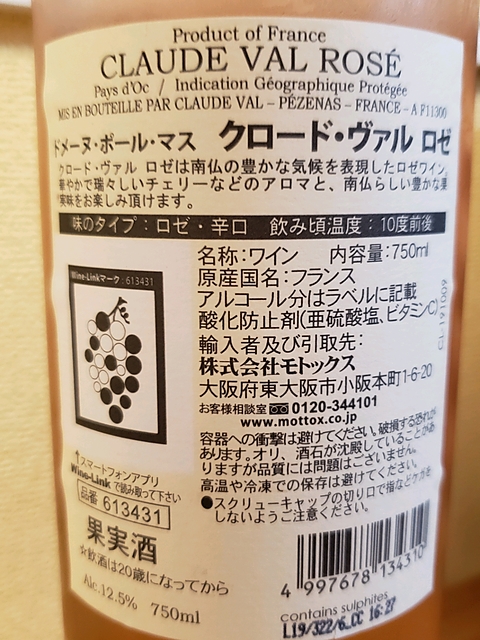 Product of France
CLAUDE VAL ROSÉ
Pays d'Oc / Indication Géographique Protégée
MIS EN BOUTEILLE PAR CLAUDE VAL – PÉZENAS – FRANCE – A F11300
ドメーヌ・ポール・マス クロード・ヴァル ロゼ
クロード・ヴァル ロゼは南仏の豊かな気候を表現したロゼワイン。
華やかで瑞々しいチェリーなどのアロマと、南仏らしい豊かな果
実味をお楽しみ頂けます。
味のタイプ：ロゼ・辛口 飲み頃温度：10度前後
名称：ワイン 内容量：750ml
原産国名：フランス
アルコール分はラベルに記載
酸化防止剤(亜硫酸塩、ビタミンC)
輸入者及び引取先：
株式会社モトックス
大阪府東大阪市小阪本町1-6-20
お客様相談室 0120-344101
www.mottox.co.jp
容器への衝撃は避けてください。破損する恐れが
あります。オリ、酒石が沈殿していることがあ
りますが品質には問題はございません。
高温や冷凍での保存は避けてください。
●スクリューキャップの切り口で指などケガを
しないようご注意ください。
CL-191009
Wine-Linkマーク：613431
↑スマートフォンアプリ
Wine-Linkで読み取って下さい
品番 613431
果実酒
☆飲酒は20歳になってから
Alc.12.5% 750ml
4 997678 134310
contains sulphites
L19/322/6_CC 16:27